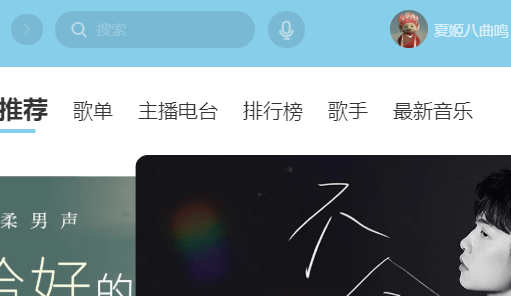 搜索
夏姬八曲鸣
推荐 歌单 主播电台 排行榜 歌手 最新音乐
柔男声
恰好的
不